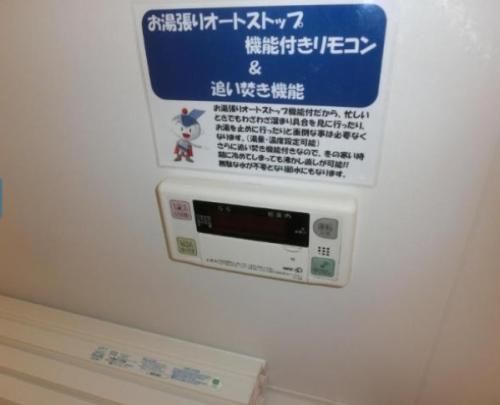 お湯張りオートストップ
機能付きリモコン
&
追い焚き機能
お湯張りオートストップ機能付だから、忙しい
ときでもわざわざ溜まり具合を見に行ったり、
お湯を止めに行ったりと面倒な事は必要なく
なります。(湯量・温度設定可能)
さらに追い焚き機能付きなので、冬の寒い時
期に冷めてしまっても沸かし直しが可能!!
無駄な水が不要となり節水にもなります。
運転